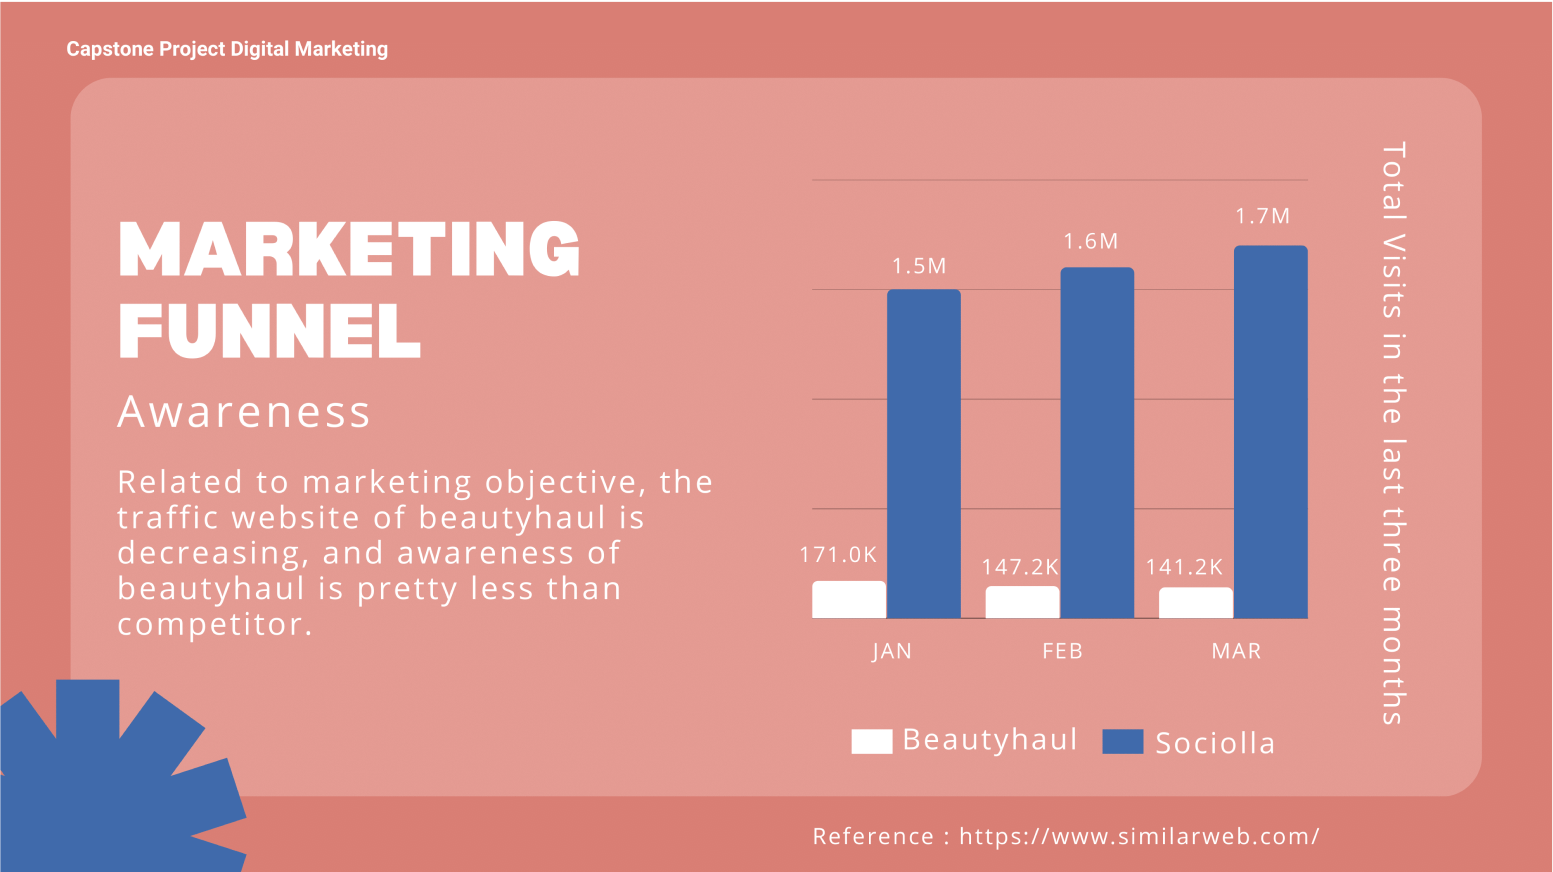 Capstone Project Digital Marketing
MARKETING
FUNNEL
Awareness
Related to marketing objective, the
traffic website of beautyhaul is
decreasing, and awareness of
beautyhaul is pretty less than
competitor.
1.5M
1.6M
1.7M
171.0K
147.2K
141.2K
JAN
FEB
MAR
Beautyhaul
Sociolla
Total Visits in the last three months
Reference : https://www.similarweb.com/